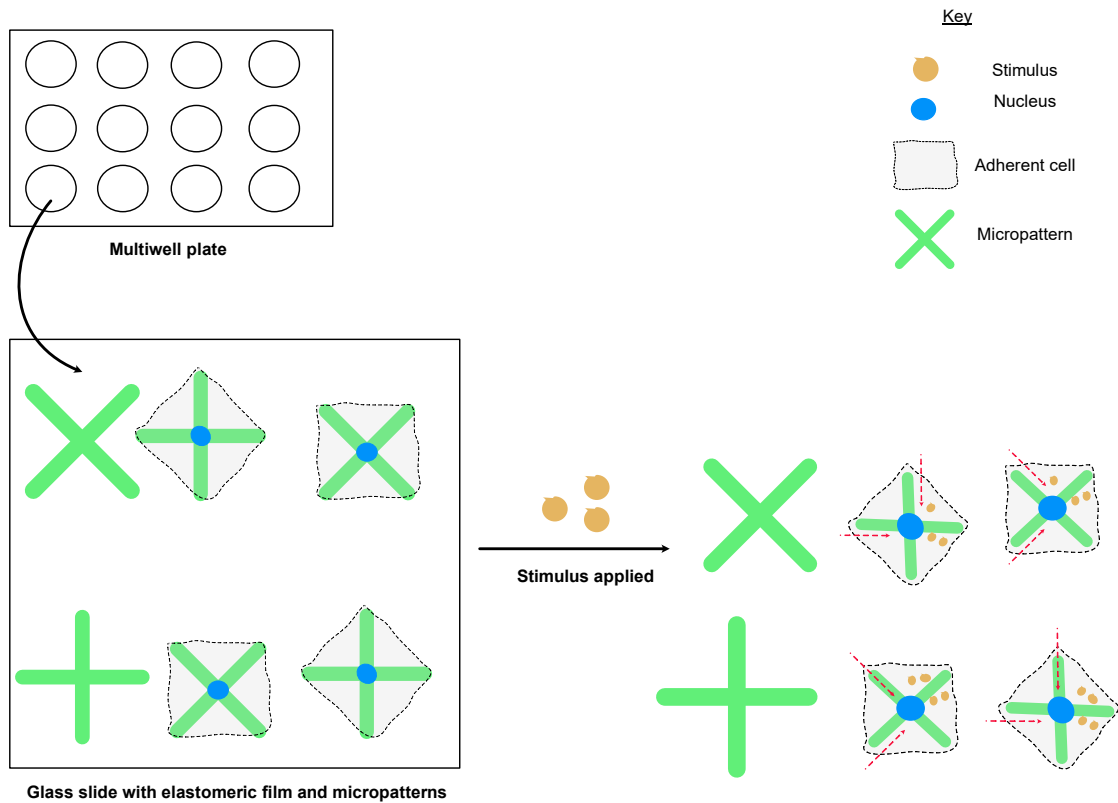 Key
Stimulus
Nucleus
Adherent cell
Micropattern
Multiwell plate
Stimulus applied
Glass slide with elastomeric film and micropatterns